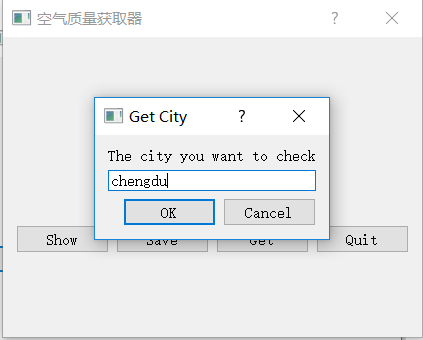 空气质量获取器
Get City
The city you want to check
chengdu
OK Cancel
Show Save Get Quit